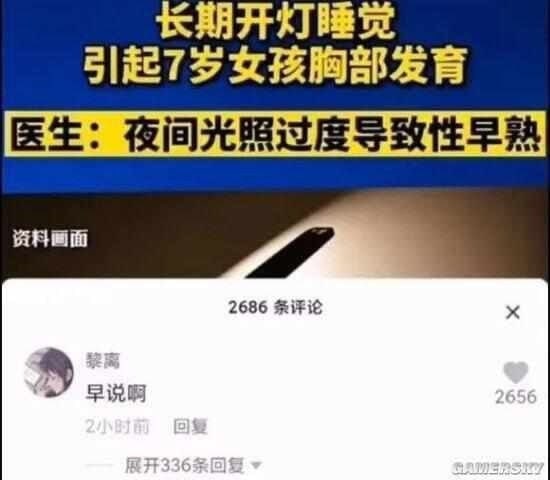 长期开灯睡觉
引起7岁女孩胸部发育
医生：夜间光照过度导致性早熟
资料画面
2686 条评论
黎离
早说啊
2656
2小时前 回复
展开336条回复
GAMERSKY